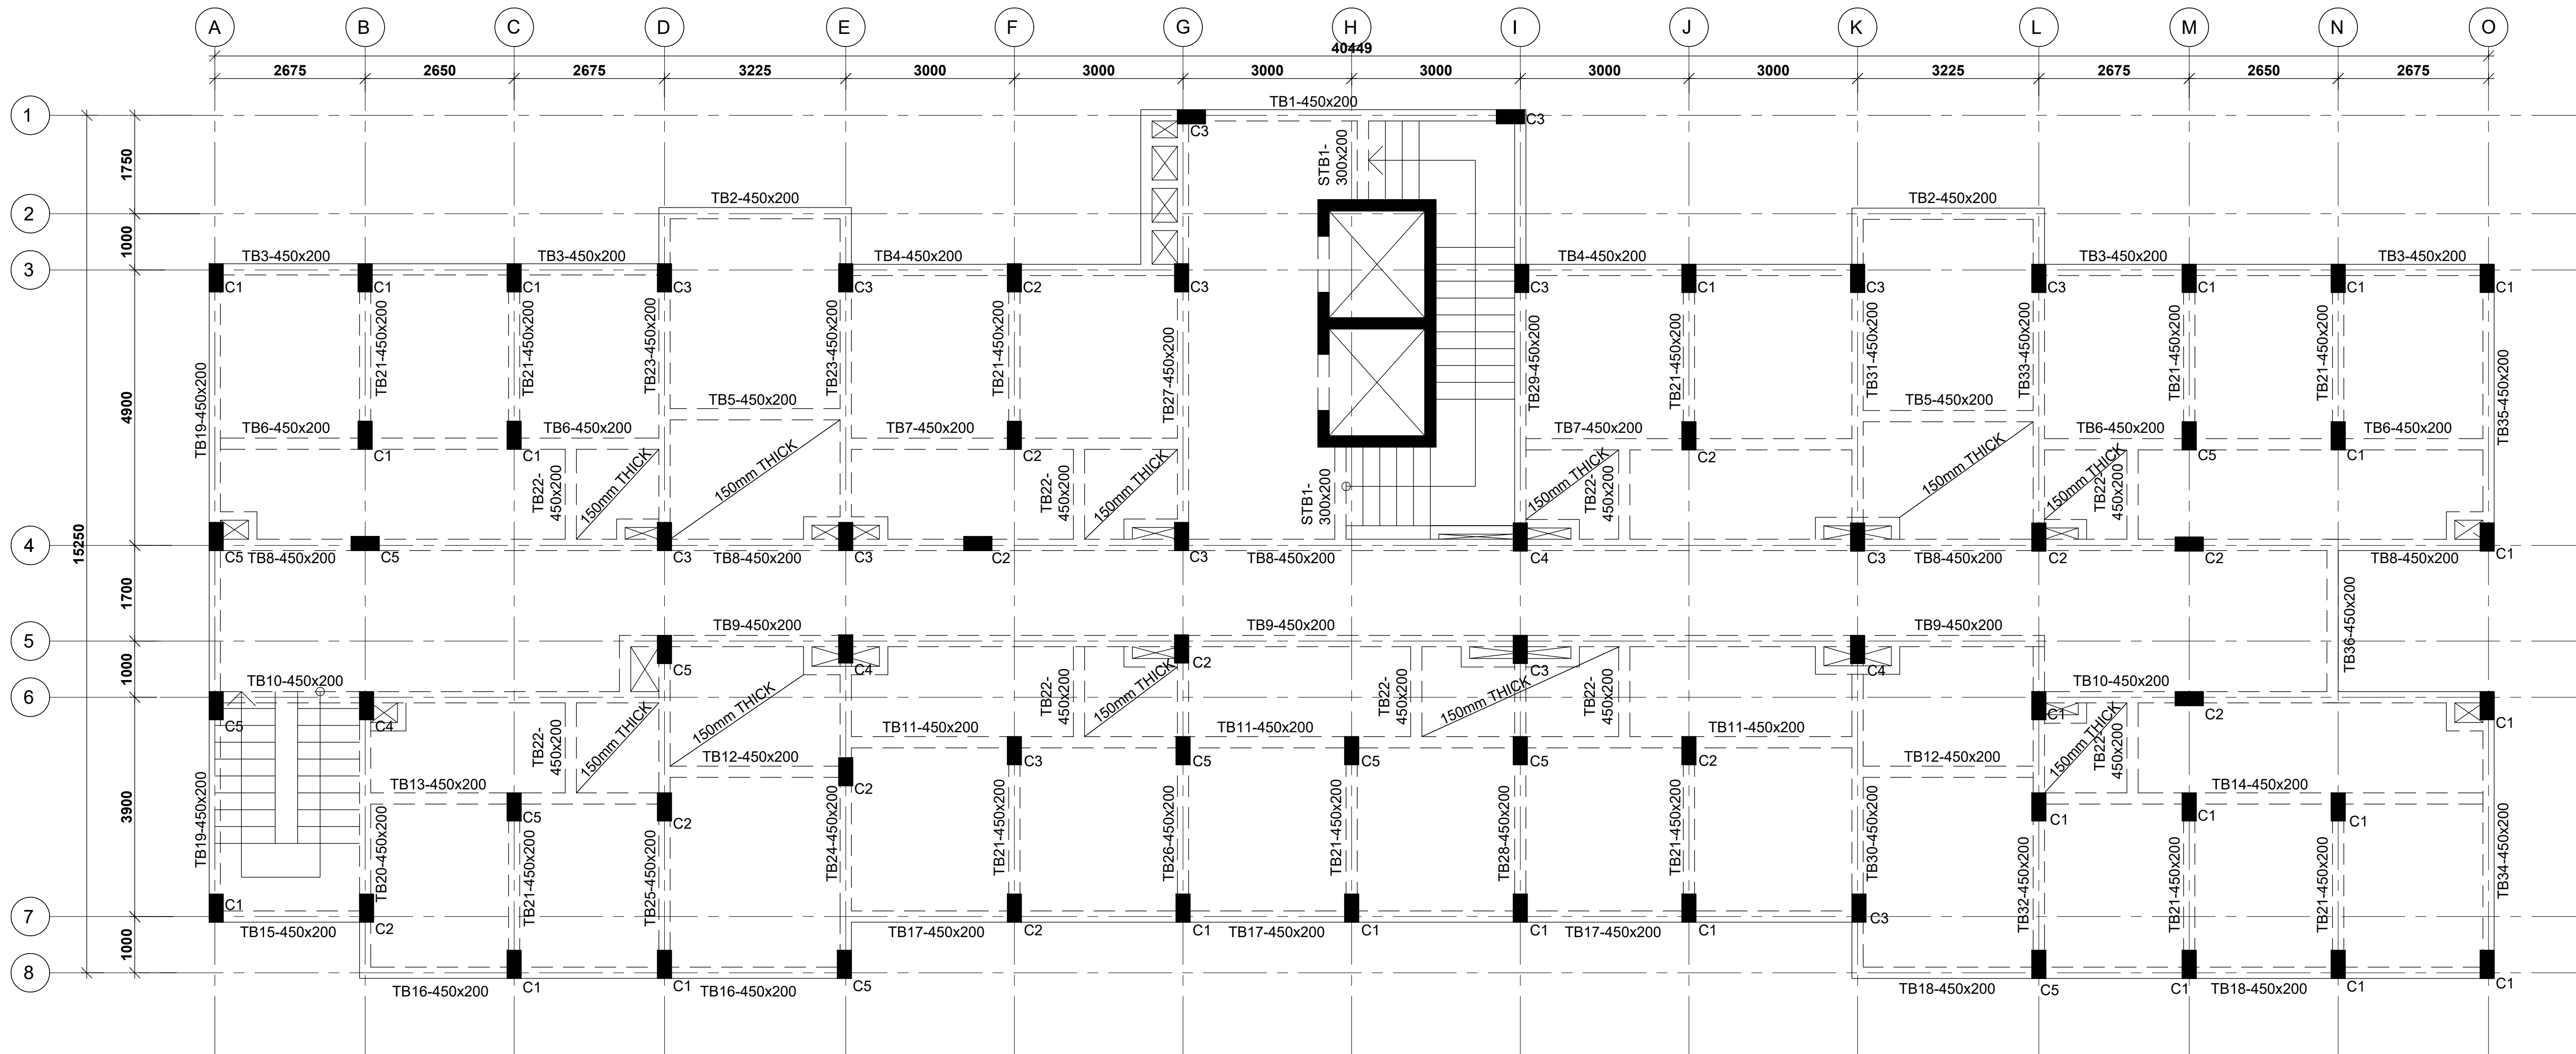 A B C D E F G H I J K L M N O
40449
2675 2650 2675 3225 3000 3000 3000 3000 3000 3000 3225 2675 2650 2675
1
TB1-450x200
C3 C3
1750
STB1-
300x200
2
TB2-450x200 TB2-450x200
1000
3
TB3-450x200 TB3-450x200 TB4-450x200 TB4-450x200 TB3-450x200 TB3-450x200
C1 C1 C1 C3 C3 C2 C3 C3 C1 C3 C3 C1 C1 C1
TB19-450x200 TB21-450x200 TB21-450x200 TB23-450x200 TB23-450x200 TB21-450x200 TB27-450x200 TB29-450x200 TB21-450x200 TB31-450x200 TB33-450x200 TB21-450x200 TB21-450x200 TB35-450x200
4900
TB5-450x200 TB5-450x200
TB6-450x200 TB6-450x200 TB7-450x200 TB7-450x200 TB6-450x200 TB6-450x200
C1 C1 C2 C2 C5 C1
TB22-
450x200
150mm THICK
150mm THICK
TB22-
450x200
150mm THICK
STB1-
300x200
150mm THICK
TB22-
450x200
150mm THICK
150mm THICK
TB22-
450x200
4
15250
C5 TB8-450x200 C5 C3 TB8-450x200 C3 C2 C3 TB8-450x200 C4 C3 TB8-450x200 C2 C2 TB8-450x200 C1
1700
TB36-450x200
5
TB9-450x200 TB9-450x200 TB9-450x200
C5 C4 C2 C3 C4
1000
6
TB10-450x200 TB10-450x200
C5 C4 C1 C2 C1
TB22-
450x200
150mm THICK
150mm THICK
TB22-
450x200
150mm THICK
TB22-
450x200
150mm THICK
TB22-
450x200
150mm THICK
TB22-
450x200
TB11-450x200 TB11-450x200 TB11-450x200
TB12-450x200 TB12-450x200
C3 C5 C5 C5 C2
C2
TB13-450x200 TB14-450x200
C5 C2 C1 C1 C1
3900
TB19-450x200 TB20-450x200 TB21-450x200 TB25-450x200 TB24-450x200 TB21-450x200 TB26-450x200 TB21-450x200 TB28-450x200 TB21-450x200 TB30-450x200 TB32-450x200 TB21-450x200 TB21-450x200 TB34-450x200
7
C1 C2 C2 C1 C1 C1 C1 C3
TB15-450x200 TB17-450x200 TB17-450x200 TB17-450x200
1000
8
TB16-450x200 C1 C1 TB16-450x200 C5 TB18-450x200 C5 C1 TB18-450x200 C1 C1